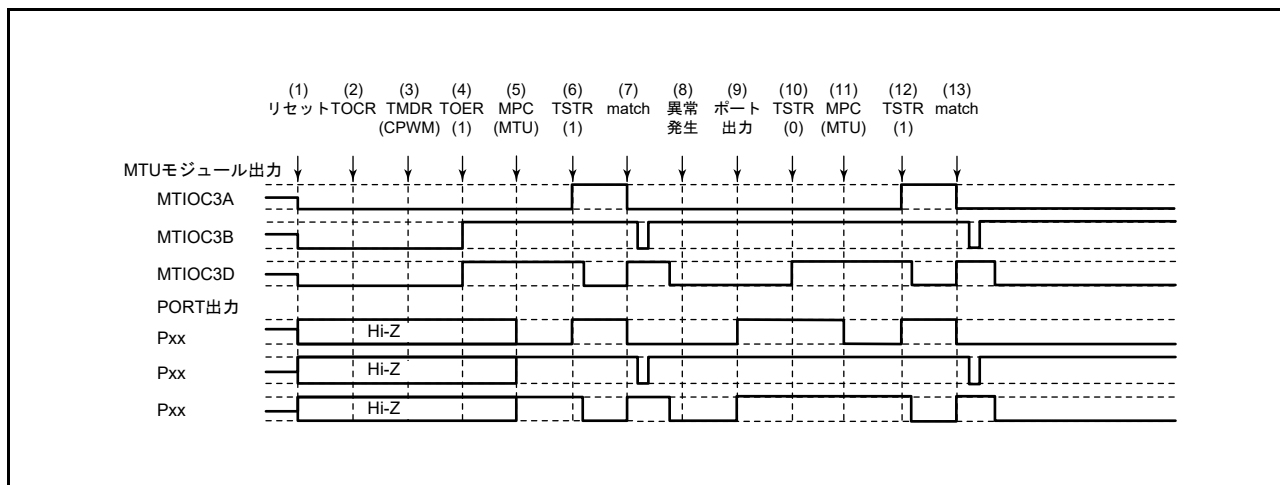 (1) (2) (3) (4) (5) (6) (7) (8) (9) (10) (11) (12) (13)
リセット TOCR TMDR TOER MPC TSTR match 異常 ポート TSTR MPC TSTR match
(CPWM) (1) (MTU) (1) 発生 出力 (0) (MTU) (1)
MTUモジュール出力
MTIOC3A
MTIOC3B
MTIOC3D
PORT出力
Pxx Hi-Z
Pxx Hi-Z
Pxx Hi-Z